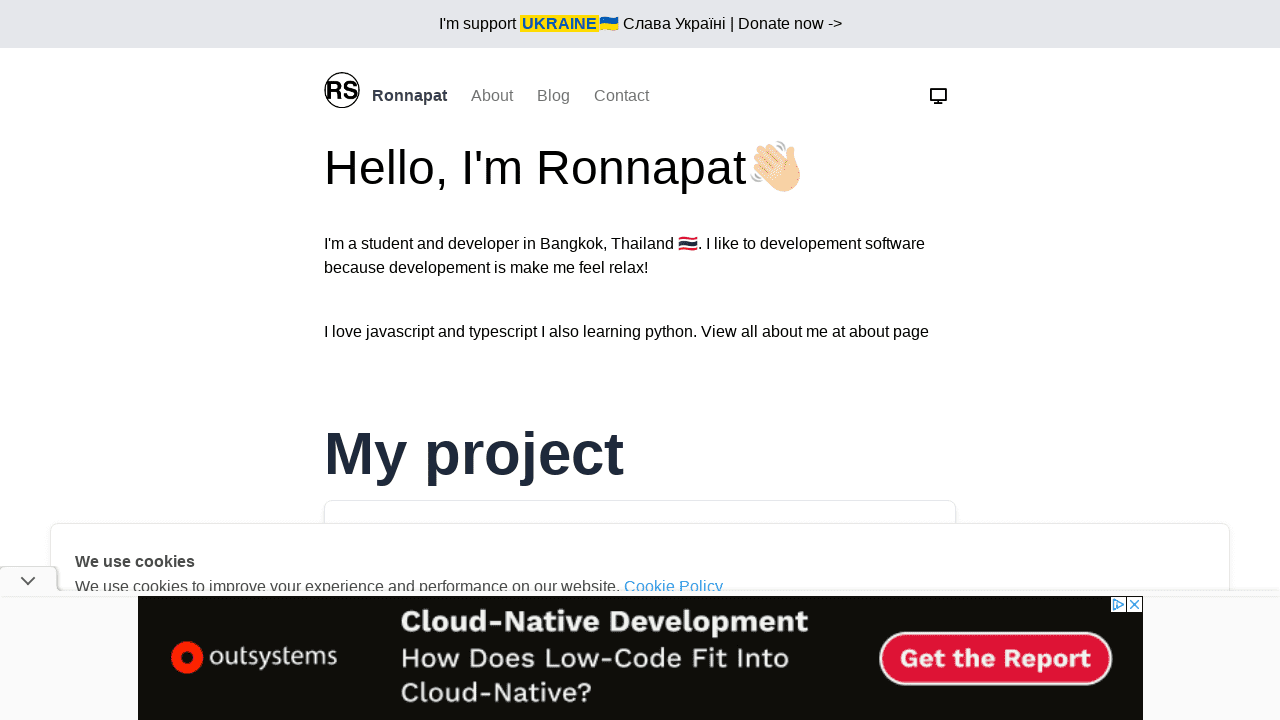 I'm support UKRAINE🇺🇦 Слава Україні | Donate now ->
RS
Ronnapat About Blog Contact
Hello, I'm Ronnapat👋🏻
I'm a student and developer in Bangkok, Thailand 🇹🇭. I like to developement software
because developement is make me feel relax!
I love javascript and typescript I also learning python. View all about me at about page
My project
We use cookies
We use cookies to improve your experience and performance on our website. Cookie Policy
outsystems
Cloud-Native Development
How Does Low-Code Fit Into
Cloud-Native?
Get the Report